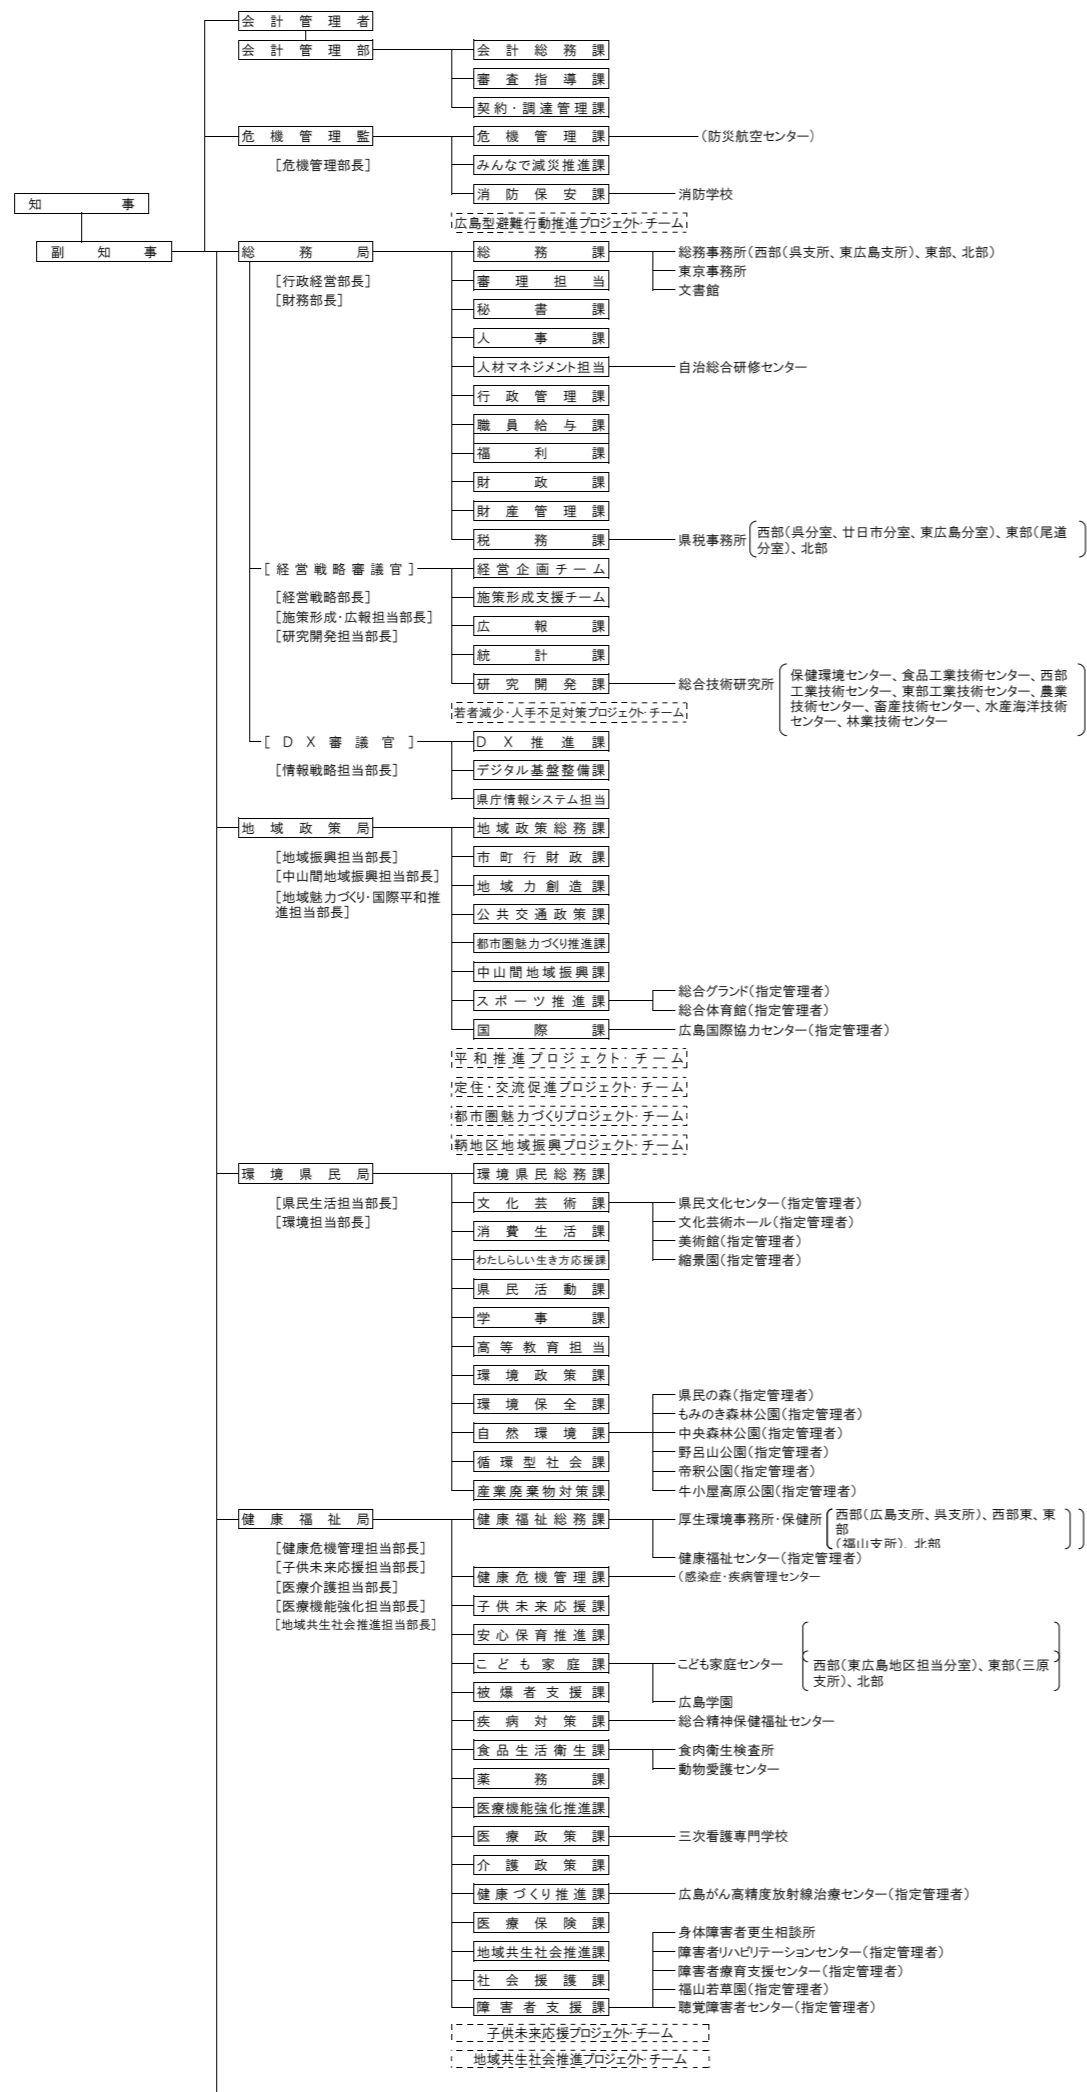 会計管理者
会計管理部 会計総務課
審査指導課
契約・調達管理課
危機管理監 危機管理課 (防災航空センター)
[危機管理部長] みんなで減災推進課
消防保安課 消防学校
知事
広島型避難行動推進プロジェクト・チーム
副知事 総務局 総務課 総務事務所(西部(呉支所、東広島支所)、東部、北部)
東京事務所
[行政経営部長] 審理担当
文書館
[財務部長]
秘書課
人事課
人材マネジメント担当 自治総合研修センター
行政管理課
職員給与課
福利課
財政課
財産管理課
税務課 県税事務所 西部(呉分室、廿日市分室、東広島分室)、東部(尾道
分室)、北部
[経営戦略審議官] 経営企画チーム
[経営戦略部長] 施策形成支援チーム
[施策形成・広報担当部長] 広報課
[研究開発担当部長]
統計課
研究開発課 総合技術研究所 保健環境センター、食品工業技術センター、西部
工業技術センター、東部工業技術センター、農業
技術センター、畜産技術センター、水産海洋技術
センター、林業技術センター
若者減少・人手不足対策プロジェクト・チーム
[DX審議官] DX推進課
[情報戦略担当部長] デジタル基盤整備課
県庁情報システム担当
地域政策局 地域政策総務課
[地域振興担当部長] 市町行財政課
[中山間地域振興担当部長] 地域力創造課
[地域魅力づくり・国際平和推
進担当部長] 公共交通政策課
都市圏魅力づくり推進課
中山間地域振興課
スポーツ推進課 総合グランド(指定管理者)
総合体育館(指定管理者)
国際課 広島国際協力センター(指定管理者)
平和推進プロジェクト・チーム
定住・交流促進プロジェクト・チーム
都市圏魅力づくりプロジェクト・チーム
鞆地区地域振興プロジェクト・チーム
環境県民局 環境県民総務課
[県民生活担当部長] 文化芸術課 県民文化センター(指定管理者)
[環境担当部長] 文化芸術ホール(指定管理者)
消費生活課 美術館(指定管理者)
わたしらしい生き方応援課 縮景園(指定管理者)
県民活動課
学事課
高等教育担当
環境政策課
環境保全課 県民の森(指定管理者)
もみのき森林公園(指定管理者)
自然環境課 中央森林公園(指定管理者)
野呂山公園(指定管理者)
循環型社会課 帝釈公園(指定管理者)
産業廃棄物対策課 牛小屋高原公園(指定管理者)
健康福祉局 健康福祉総務課 厚生環境事務所・保健所 西部(広島支所、呉支所)、西部東、東
部
(福山支所)、北部
[健康危機管理担当部長] 健康福祉センター(指定管理者)
[子供未来応援担当部長] 健康危機管理課 (感染症・疾病管理センター
[医療介護担当部長]
[医療機能強化担当部長] 子供未来応援課
[地域共生社会推進担当部長] 安心保育推進課
こども家庭課 こども家庭センター 西部(東広島地区担当分室)、東部(三原
支所)、北部
被爆者支援課 広島学園
疾病対策課 総合精神保健福祉センター
食品生活衛生課 食肉衛生検査所
動物愛護センター
薬務課
医療機能強化推進課
医療政策課 三次看護専門学校
介護政策課
健康づくり推進課 広島がん高精度放射線治療センター(指定管理者)
医療保険課
身体障害者更生相談所
地域共生社会推進課 障害者リハビリテーションセンター(指定管理者)
障害者療育支援センター(指定管理者)
社会援護課 福山若草園(指定管理者)
障害者支援課 聴覚障害者センター(指定管理者)
子供未来応援プロジェクト・チーム
地域共生社会推進プロジェクト・チーム